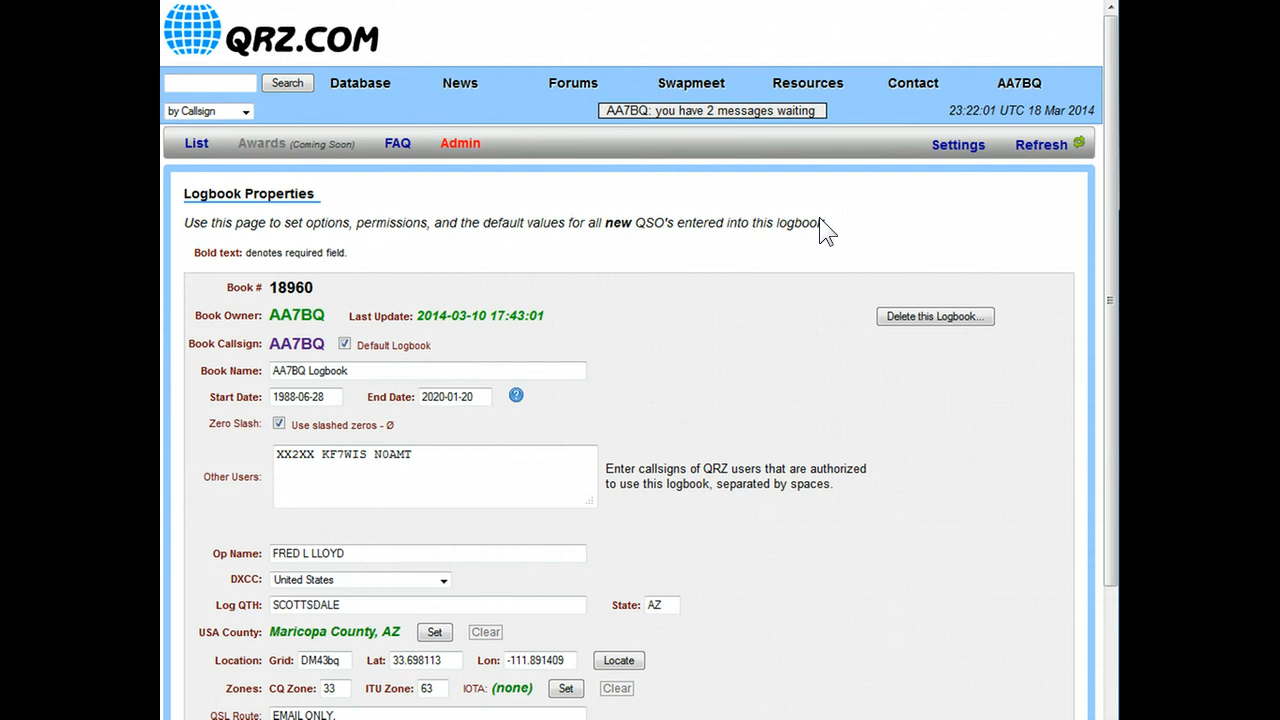 QRZ.COM
Search Database News Forums Swapmeet Resources Contact AA7BQ
by Callsign AA7BQ: you have 2 messages waiting 23:22:01 UTC 18 Mar 2014
List Awards (Coming Soon) FAQ Admin Settings Refresh
Logbook Properties
Use this page to set options, permissions, and the default values for all new QSO's entered into this logbook.
Bold text: denotes required field.
Book # 18960
Book Owner: AA7BQ Last Update: 2014-03-10 17:43:01 Delete this Logbook...
Book Callsign: AA7BQ Default Logbook
Book Name: AA7BQ Logbook
Start Date: 1988-06-28 End Date: 2020-01-20 ?
Zero Slash: Use slashed zeros - Ø
XX2XX KF7WIS N0AMT
Other Users: Enter callsigns of QRZ users that are authorized
to use this logbook, separated by spaces.
Op Name: FRED L LLOYD
DXCC: United States
Log QTH: SCOTTSDALE State: AZ
USA County: Maricopa County, AZ Set Clear
Location: Grid: DM43bq Lat: 33.698113 Lon: -111.891409 Locate
Zones: CQ Zone: 33 ITU Zone: 63 IOTA: (none) Set Clear
QSL Route: EMAIL ONLY.